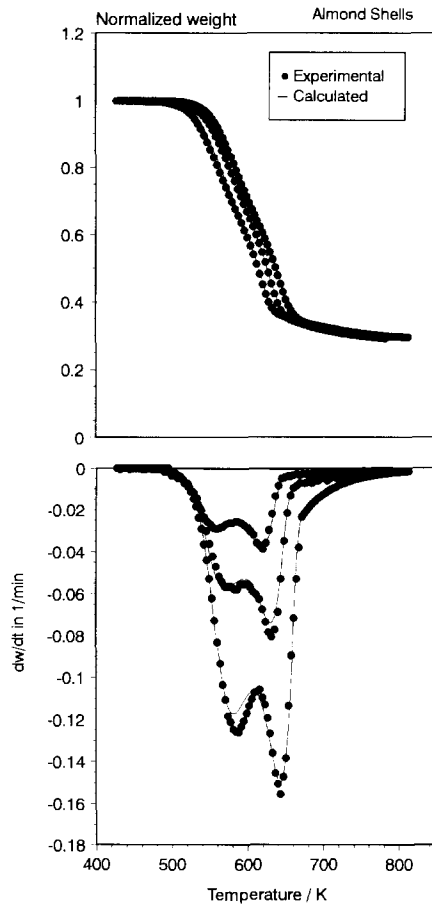 Normalized weight Almond Shells
1.2
● Experimental
— Calculated
1
0.8
0.6
0.4
0.2
0
0
-0.02
-0.04
-0.06
-0.08
-0.1
-0.12
-0.14
-0.16
-0.18
dw/dt in 1/min
400 500 600 700 800
Temperature / K